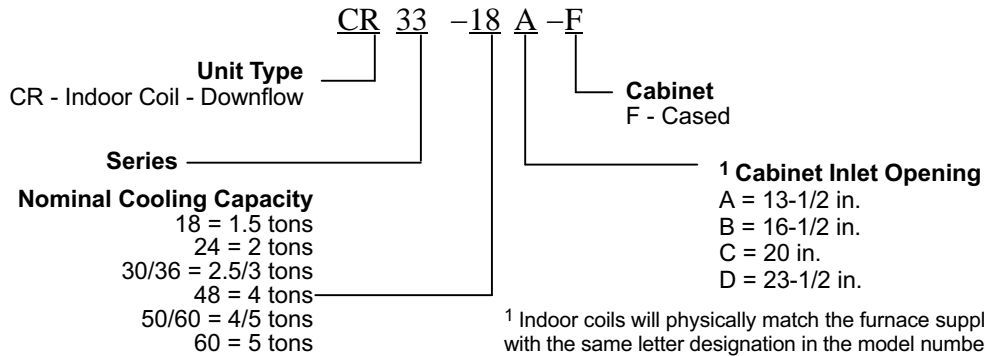 CR 33 –18 A –F
Unit Type
CR - Indoor Coil - Downflow
Cabinet
F - Cased
Series
Nominal Cooling Capacity
18 = 1.5 tons
24 = 2 tons
30/36 = 2.5/3 tons
48 = 4 tons
50/60 = 4/5 tons
60 = 5 tons
1 Cabinet Inlet Opening
A = 13-1/2 in.
B = 16-1/2 in.
C = 20 in.
D = 23-1/2 in.
1 Indoor coils will physically match the furnace suppl
with the same letter designation in the model numbe